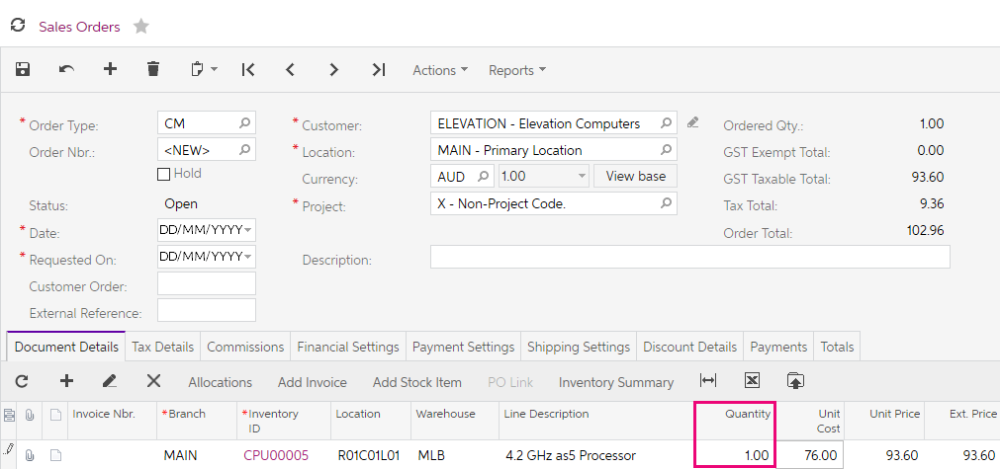 Sales Orders
Actions Reports
* Order Type: CM * Customer: ELEVATION - Elevation Computers Ordered Qty.: 1.00
Order Nbr.: <NEW> * Location: MAIN - Primary Location GST Exempt Total: 0.00
Hold Currency: AUD 1.00 View base GST Taxable Total: 93.60
Status: Open * Project: X - Non-Project Code. Tax Total: 9.36
* Date: DD/MM/YYYY Order Total: 102.96
* Requested On: DD/MM/YYYY Description:
Customer Order:
External Reference:
Document Details Tax Details Commissions Financial Settings Payment Settings Shipping Settings Discount Details Payments Totals
Allocations Add Invoice Add Stock Item PO Link Inventory Summary
Invoice Nbr. *Branch *Inventory ID Location Warehouse Line Description Quantity Unit Cost Unit Price Ext. Price
MAIN CPU00005 R01C01L01 MLB 4.2 GHz as5 Processor 1.00 76.00 93.60 93.60